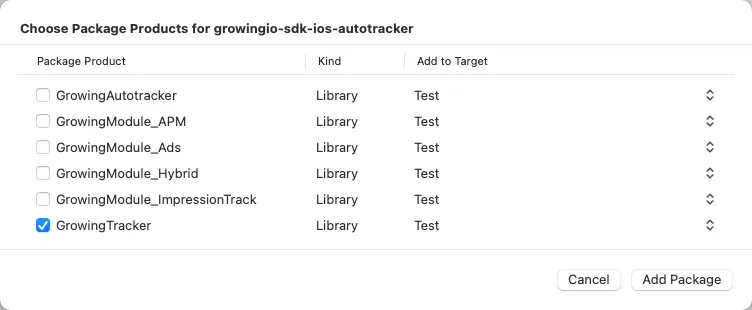 Choose Package Products for growingio-sdk-ios-autotracker
Package Product Kind Add to Target
GrowingAutotracker Library Test
GrowingModule_APM Library Test
GrowingModule_Ads Library Test
GrowingModule_Hybrid Library Test
GrowingModule_ImpressionTrack Library Test
GrowingTracker Library Test
Cancel Add Package